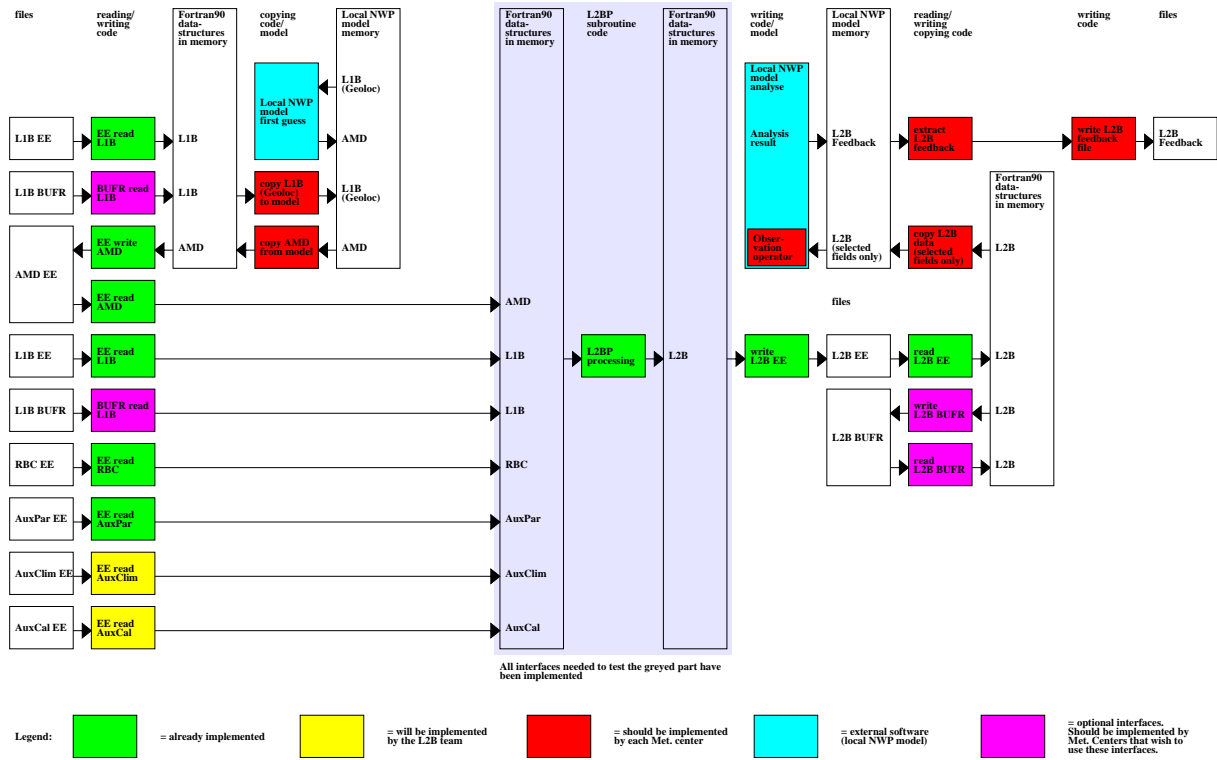 files
reading/
writing
code
Fortran90
data-
structures
in memory
copying
code/
model
Local NWP
model
memory
Fortran90
data-
structures
in memory
L2BP
subroutine
code
Fortran90
data-
structures
in memory
writing
code/
model
Local NWP
model
memory
reading/
writing
copying code
writing
code
files
Local NWP
model
first guess
L1B
(Geoloc)
AMD
Local NWP
model
analyse
Analysis
result
L2B
Feedback
extract
L2B
feedback
write L2B
feedback
file
L2B
Feedback
L1B EE
EE read
L1B
L1B
L1B BUFR
BUFR read
L1B
L1B
copy L1B
(Geoloc)
to model
L1B
(Geoloc)
Fortran90
data-
structures
in memory
AMD EE
EE write
AMD
AMD
copy AMD
from model
AMD
Obser-
vation
operator
L2B
(selected
fields only)
copy L2B
data
(selected
fields only)
L2B
EE read
AMD
AMD
files
L1B EE
EE read
L1B
L1B
L2BP
processing
L2B
write
L2B EE
L2B EE
read
L2B EE
L2B
L1B BUFR
BUFR read
L1B
L1B
L2B BUFR
write
L2B BUFR
L2B
RBC EE
EE read
RBC
RBC
read
L2B BUFR
L2B
AuxPar EE
EE read
AuxPar
AuxPar
AuxClim EE
EE read
AuxClim
AuxClim
AuxCal EE
EE read
AuxCal
AuxCal
All interfaces needed to test the greyed part have
been implemented
Legend:
= already implemented
= will be implemented
by the L2B team
= should be implemented
by each Met. center
= external software
(local NWP model)
= optional interfaces.
Should be implemented by
Met. Centers that wish to
use these interfaces.